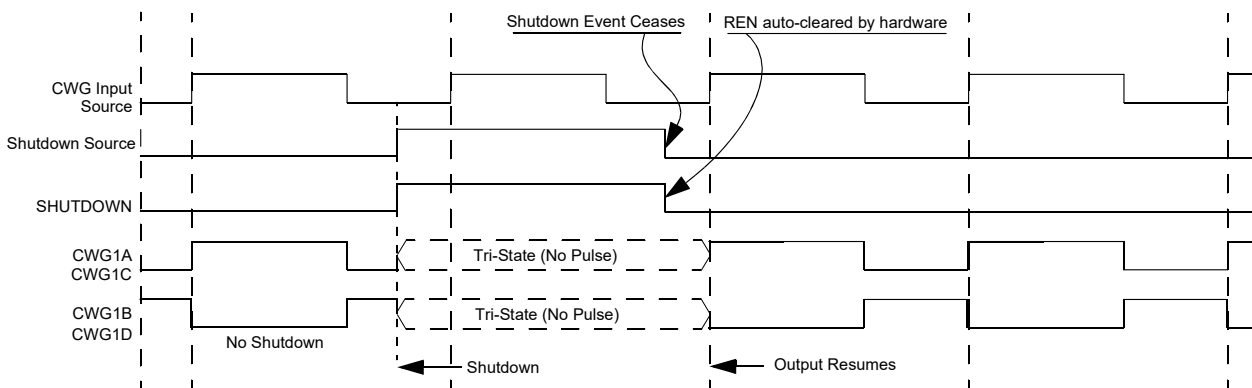 Shutdown Event Ceases
REN auto-cleared by hardware
CWG Input
Source
Shutdown Source
SHUTDOWN
CWG1A
CWG1C
Tri-State (No Pulse)
CWG1B
CWG1D
Tri-State (No Pulse)
No Shutdown
Shutdown
Output Resumes